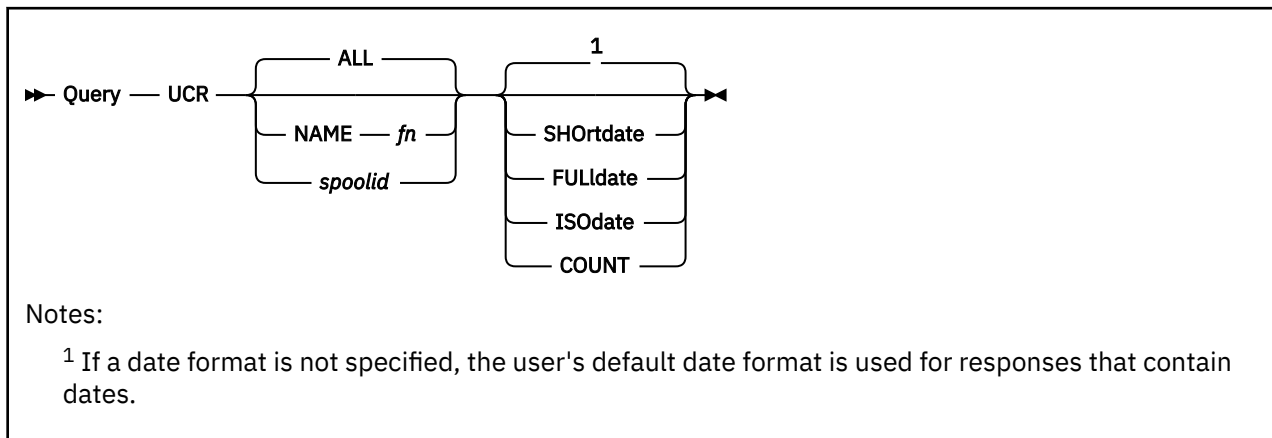 ALL
1
Query UCR
NAME fn
spoolid
SHOrtdate
FULldate
ISOdate
COUNT
Notes:
1 If a date format is not specified, the user's default date format is used for responses that contain
dates.